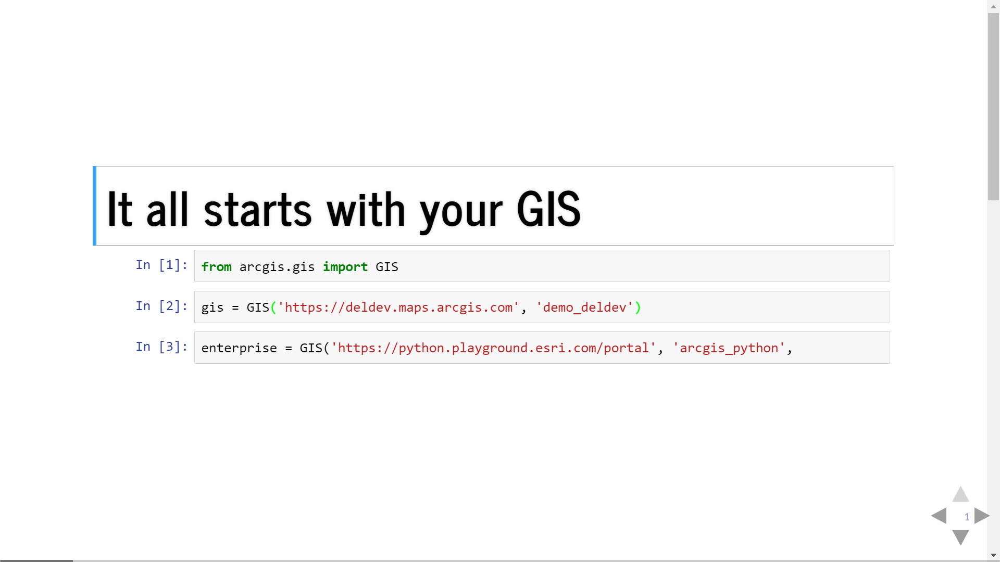 It all starts with your GIS
In [1]: from arcgis.gis import GIS
In [2]: gis = GIS('https://deldev.maps.arcgis.com', 'demo_deldev')
In [3]: enterprise = GIS('https://python.playground.esri.com/portal', 'arcgis_python',
1